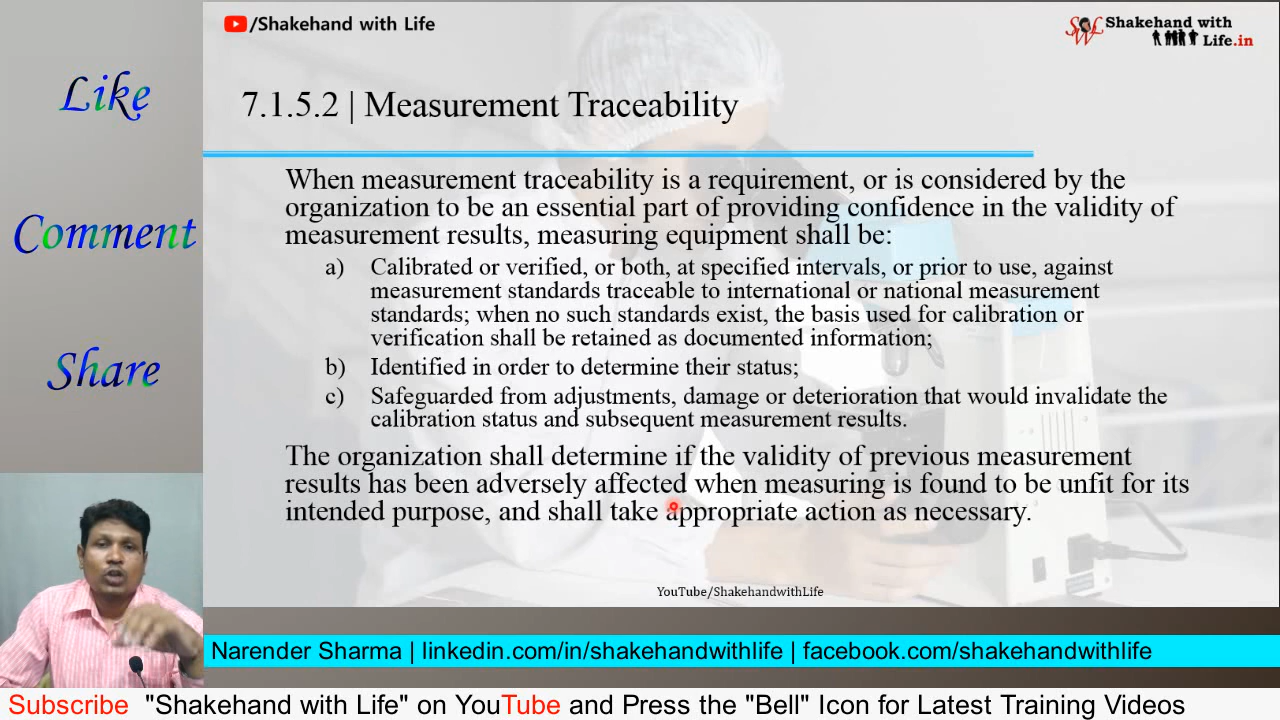 /Shakehand with Life
Shakehand with
Life.in
Like
Comment
Share
7.1.5.2 | Measurement Traceability
When measurement traceability is a requirement, or is considered by the
organization to be an essential part of providing confidence in the validity of
measurement results, measuring equipment shall be:
a) Calibrated or verified, or both, at specified intervals, or prior to use, against
measurement standards traceable to international or national measurement
standards; when no such standards exist, the basis used for calibration or
verification shall be retained as documented information;
b) Identified in order to determine their status;
c) Safeguarded from adjustments, damage or deterioration that would invalidate the
calibration status and subsequent measurement results.
The organization shall determine if the validity of previous measurement
results has been adversely affected when measuring is found to be unfit for its
intended purpose, and shall take appropriate action as necessary.
YouTube/ShakehandwithLife
Narender Sharma | linkedin.com/in/shakehandwithlife | facebook.com/shakehandwithlife
Subscribe "Shakehand with Life" on YouTube and Press the "Bell" Icon for Latest Training Videos